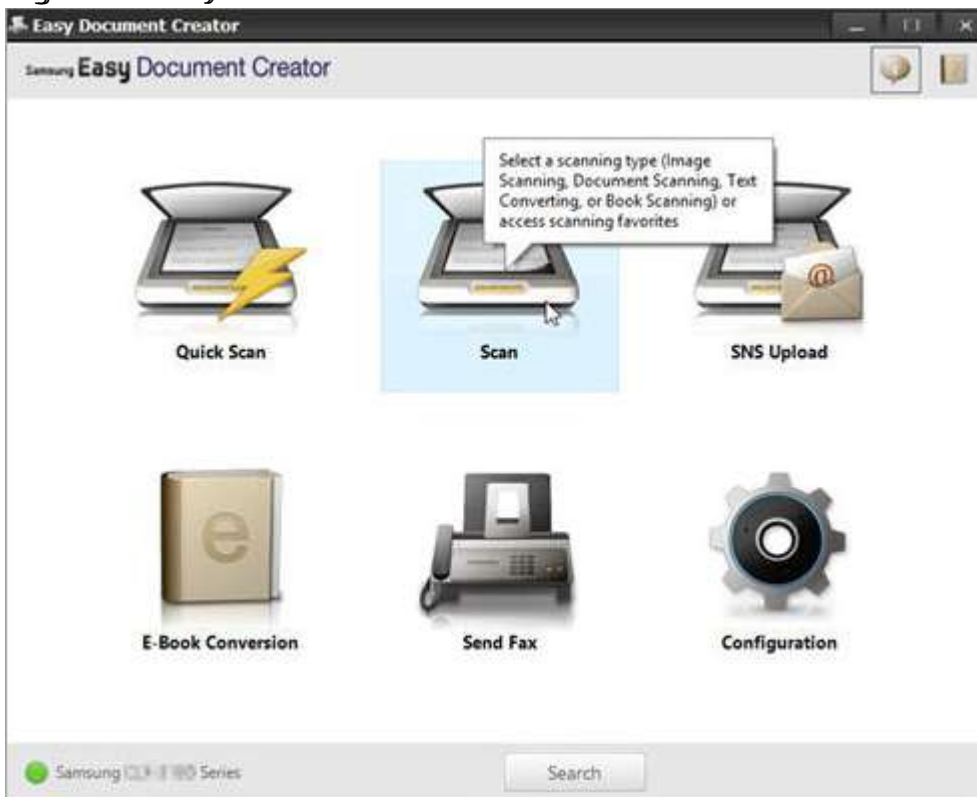 Easy Document Creator
Samsung Easy Document Creator
Select a scanning type (Image
Scanning, Document Scanning, Text
Converting, or Book Scanning) or
access scanning favorites
@
Quick Scan
Scan
SNS Upload
e
E-Book Conversion
Send Fax
Configuration
Samsung Series
Search